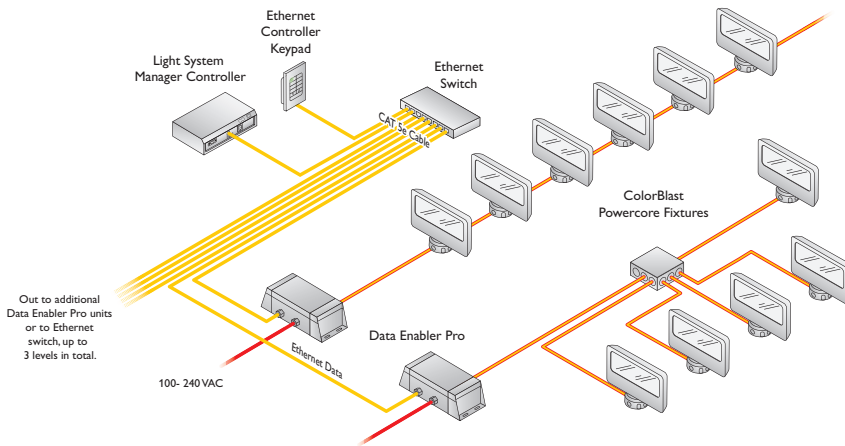 Ethernet
Controller
Keypad
Light System
Manager Controller
Ethernet
Switch
CAT 5e Cable
ColorBlast
Powercore Fixtures
Out to additional
Data Enabler Pro units
or to Ethernet
switch, up to
3 levels in total.
Data Enabler Pro
Ethernet Data
100- 240 VAC